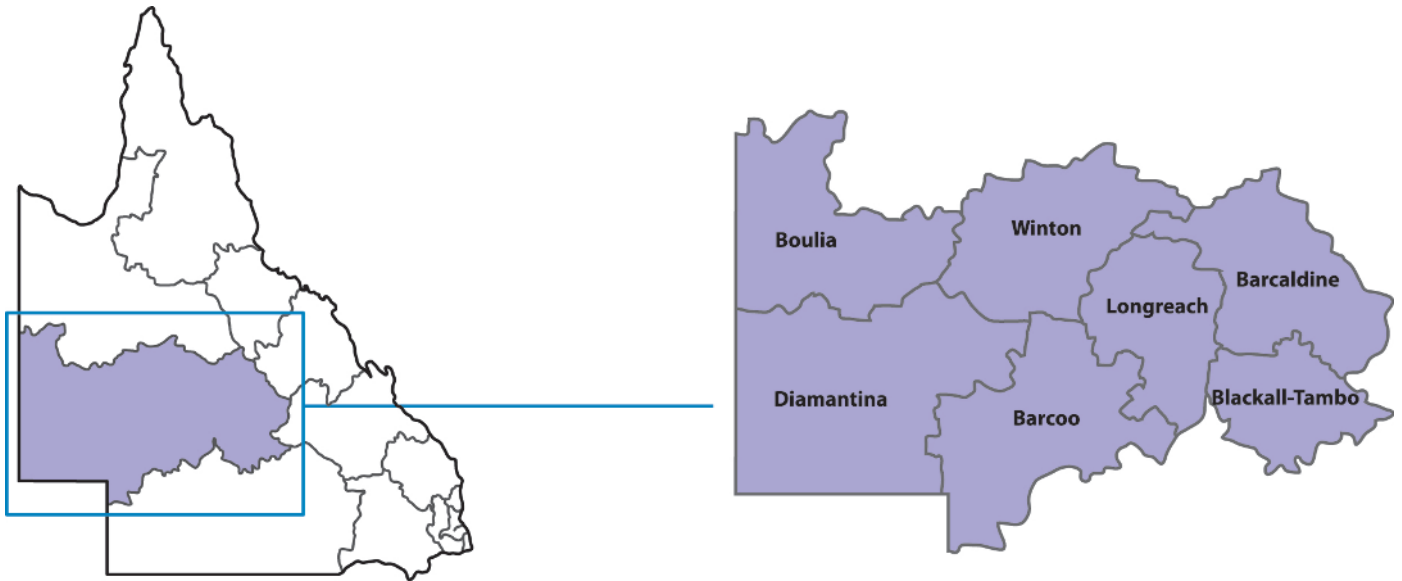 Winton
Boulia
Barcaldine
Longreach
Diamantina
Blackall-Tambo
Barcoo